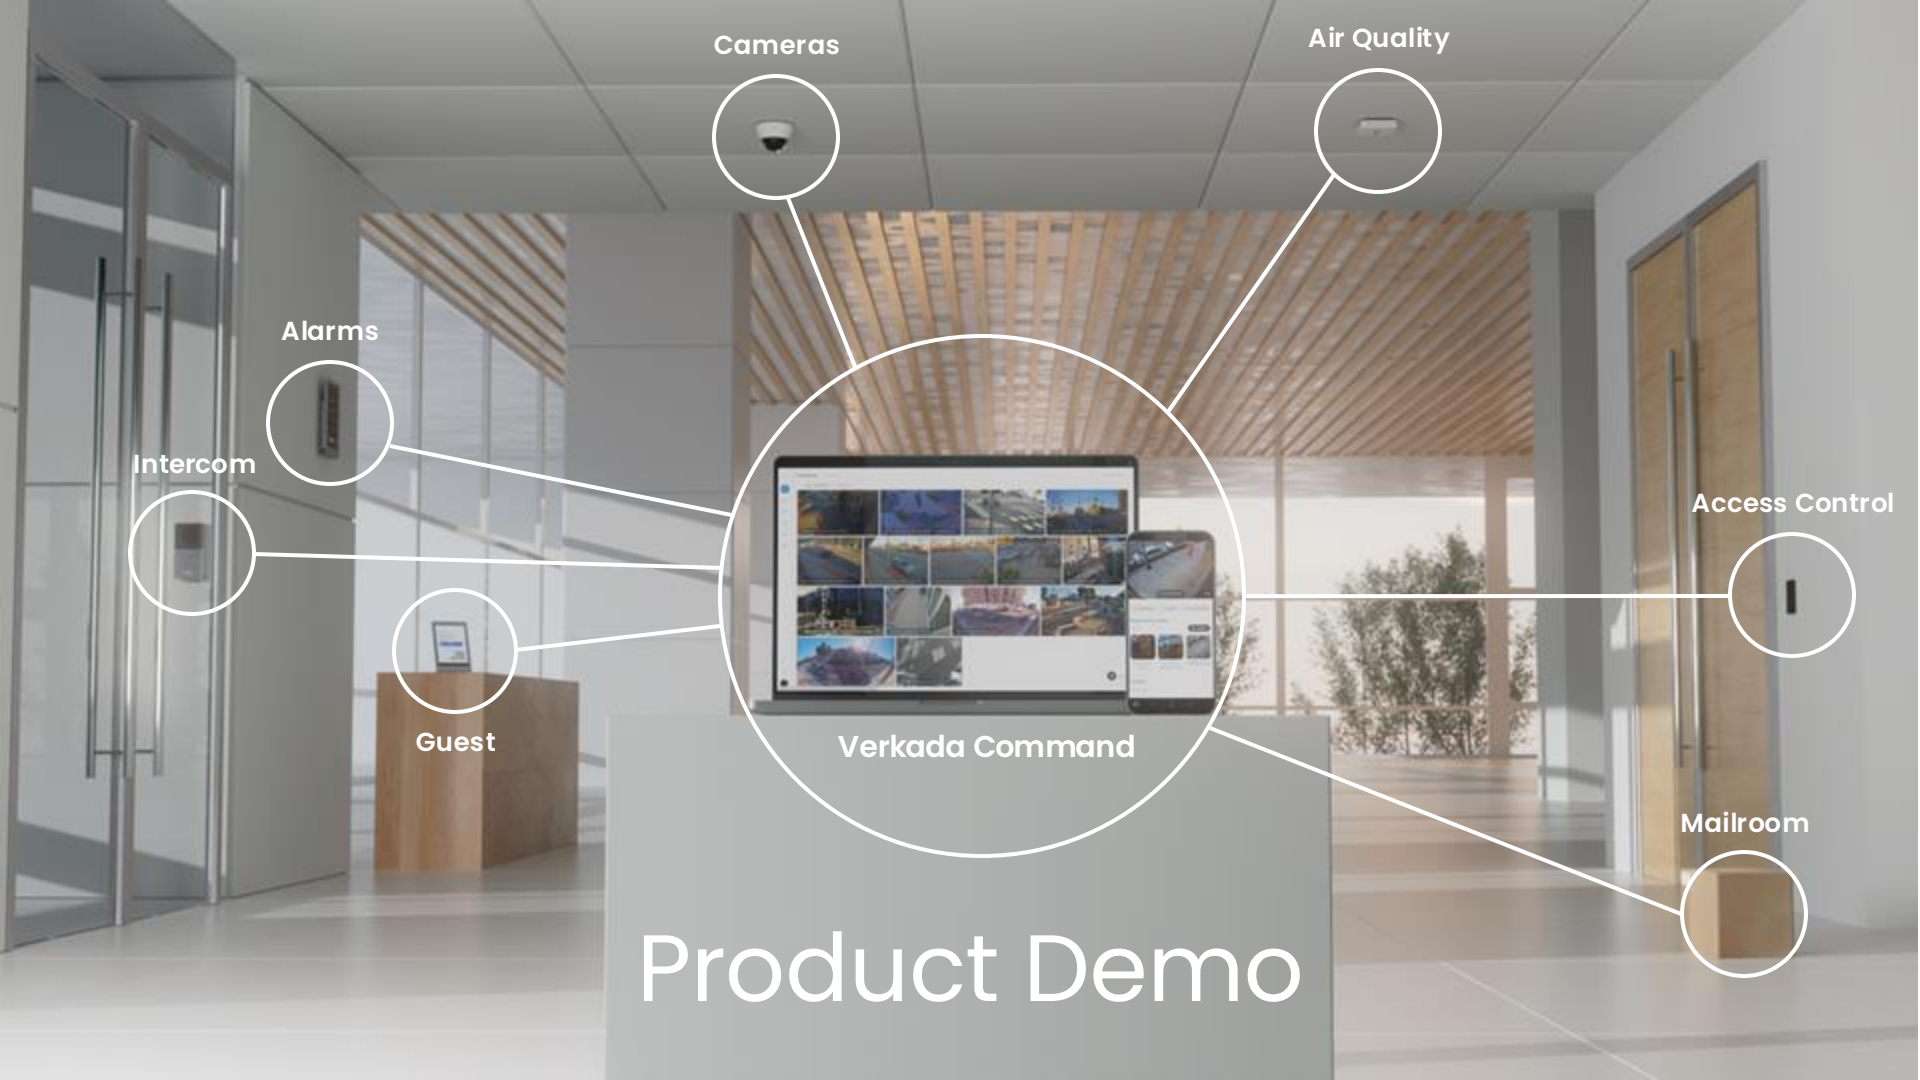 Cameras
Air Quality
Alarms
Intercom
Access Control
Guest
Verkada Command
Mailroom
Product Demo